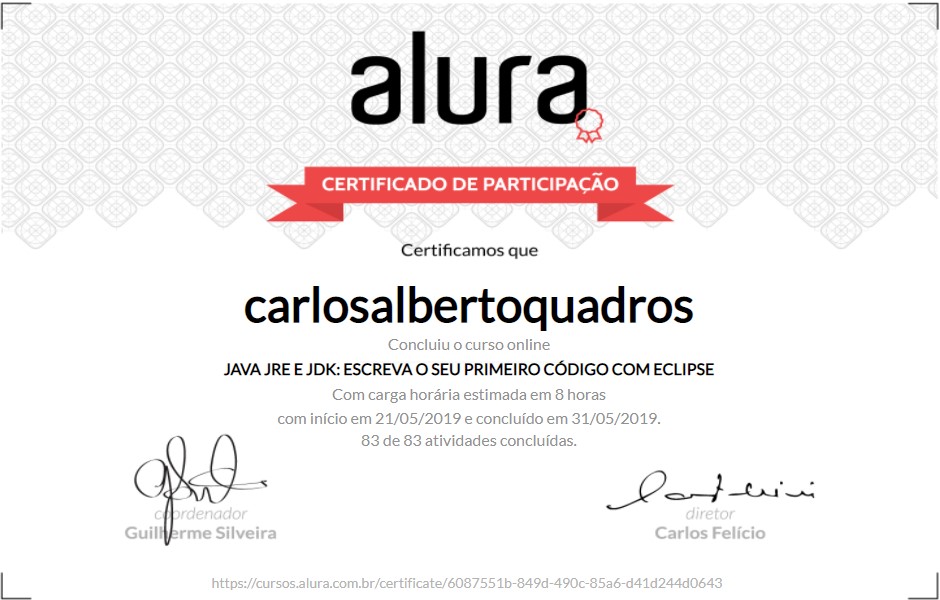 alura
CERTIFICADO DE PARTICIPAÇÃO
Certificamos que
carlosalbertoquadros
Concluiu o curso online
JAVA JRE E JDK: ESCREVA O SEU PRIMEIRO CÓDIGO COM ECLIPSE
Com carga horária estimada em 8 horas
com início em 21/05/2019 e concluído em 31/05/2019.
83 de 83 atividades concluídas.
coordenador
Guilherme Silveira
diretor
Carlos Felício
https://cursos.alura.com.br/certificate/6087551b-849d-490c-85a6-d41d244d0643